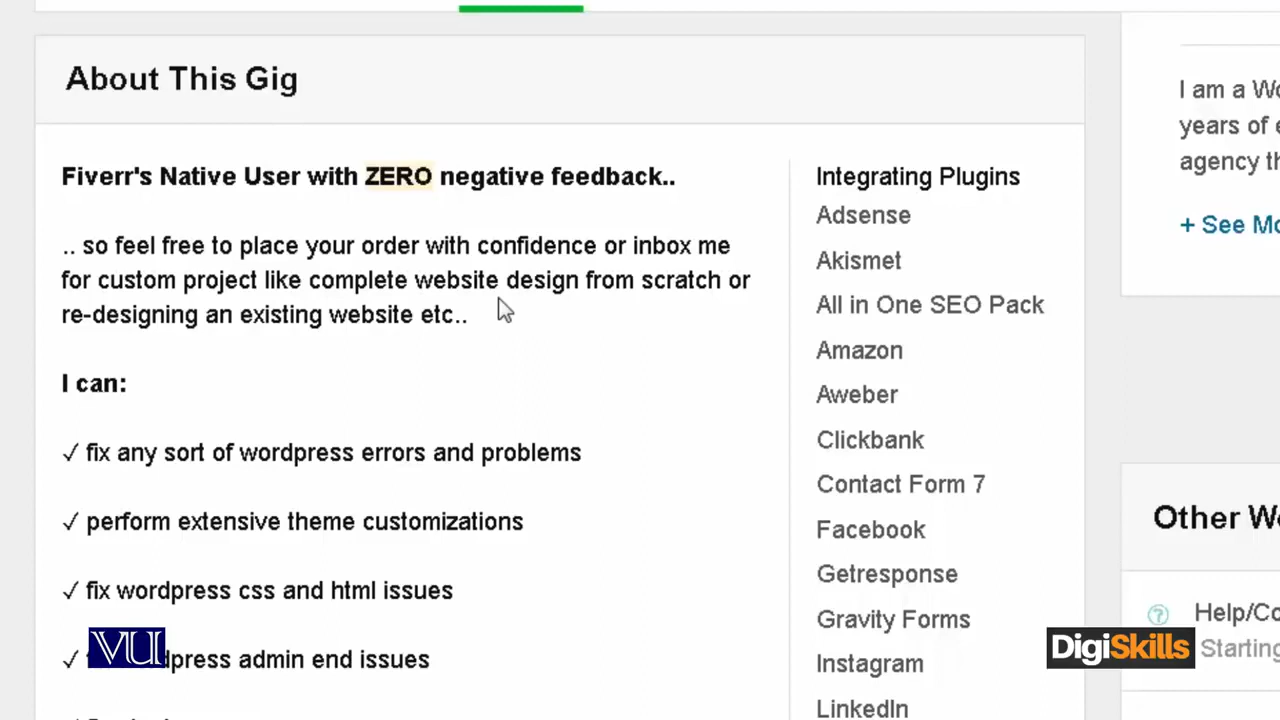 About This Gig
Fiverr's Native User with ZERO negative feedback..
.. so feel free to place your order with confidence or inbox me
for custom project like complete website design from scratch or
re-designing an existing website etc..
I can:
✓ fix any sort of wordpress errors and problems
✓ perform extensive theme customizations
✓ fix wordpress css and html issues
✓ dpress admin end issues
Integrating Plugins
Adsense
Akismet
All in One SEO Pack
Amazon
Aweber
Clickbank
Contact Form 7
Facebook
Getresponse
Gravity Forms
Instagram
LinkedIn
I am a
years of
agency
+ See
Other
Help/
Starting
VU
DigiSkills